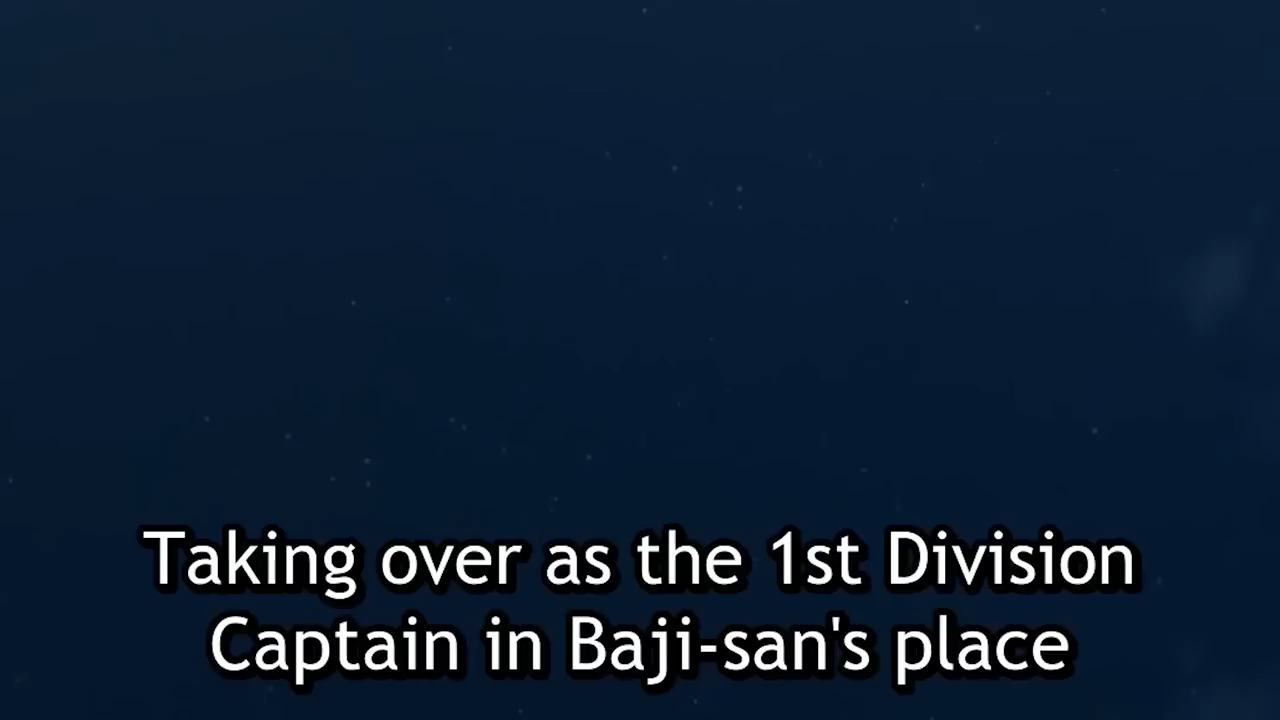 Taking over as the 1st Division
Captain in Baji-san's place